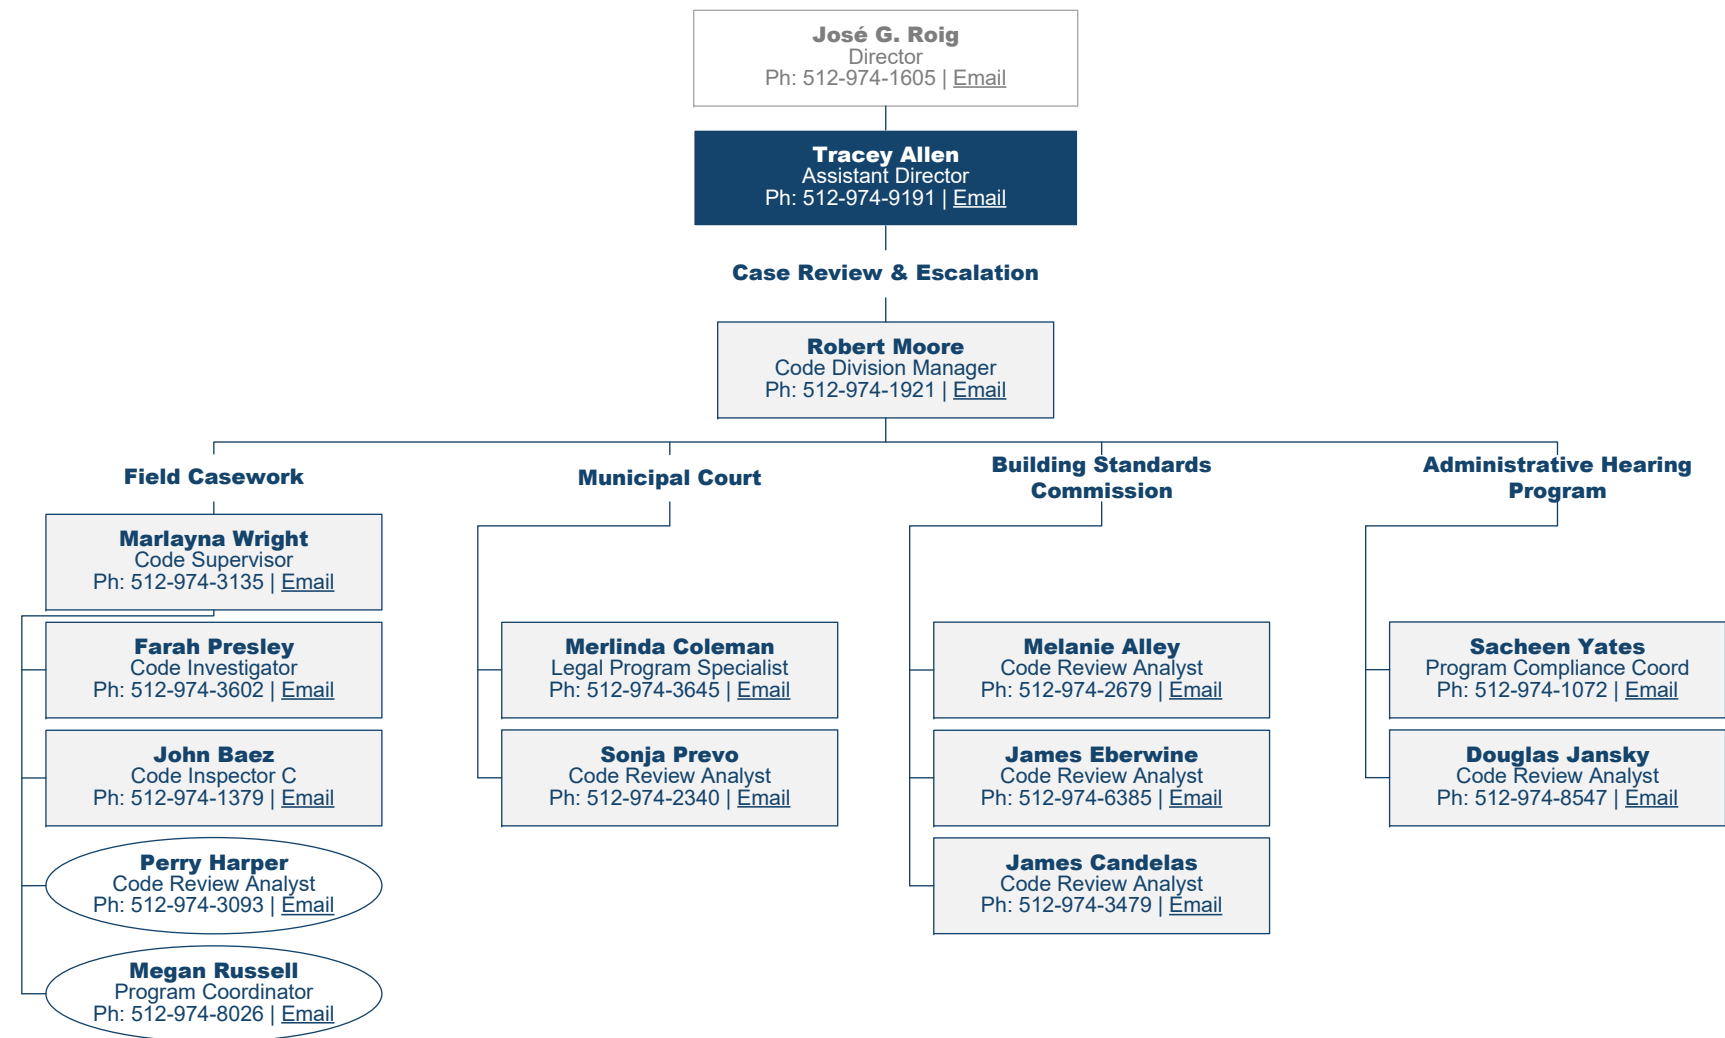 José G. Roig
Director
Ph: 512-974-1605 | Email
Tracey Allen
Assistant Director
Ph: 512-974-9191 | Email
Case Review & Escalation
Robert Moore
Code Division Manager
Ph: 512-974-1921 | Email
Field Casework
Marlayna Wright
Code Supervisor
Ph: 512-974-3135 | Email
Farah Presley
Code Investigator
Ph: 512-974-3602 | Email
John Baez
Code Inspector C
Ph: 512-974-1379 | Email
Perry Harper
Code Review Analyst
Ph: 512-974-3093 | Email
Megan Russell
Program Coordinator
Ph: 512-974-8026 | Email
Municipal Court
Merlinda Coleman
Legal Program Specialist
Ph: 512-974-3645 | Email
Sonja Prevo
Code Review Analyst
Ph: 512-974-2340 | Email
Building Standards
Commission
Melanie Alley
Code Review Analyst
Ph: 512-974-2679 | Email
James Eberwine
Code Review Analyst
Ph: 512-974-6385 | Email
James Candelas
Code Review Analyst
Ph: 512-974-3479 | Email
Administrative Hearing
Program
Sacheen Yates
Program Compliance Coord
Ph: 512-974-1072 | Email
Douglas Jansky
Code Review Analyst
Ph: 512-974-8547 | Email